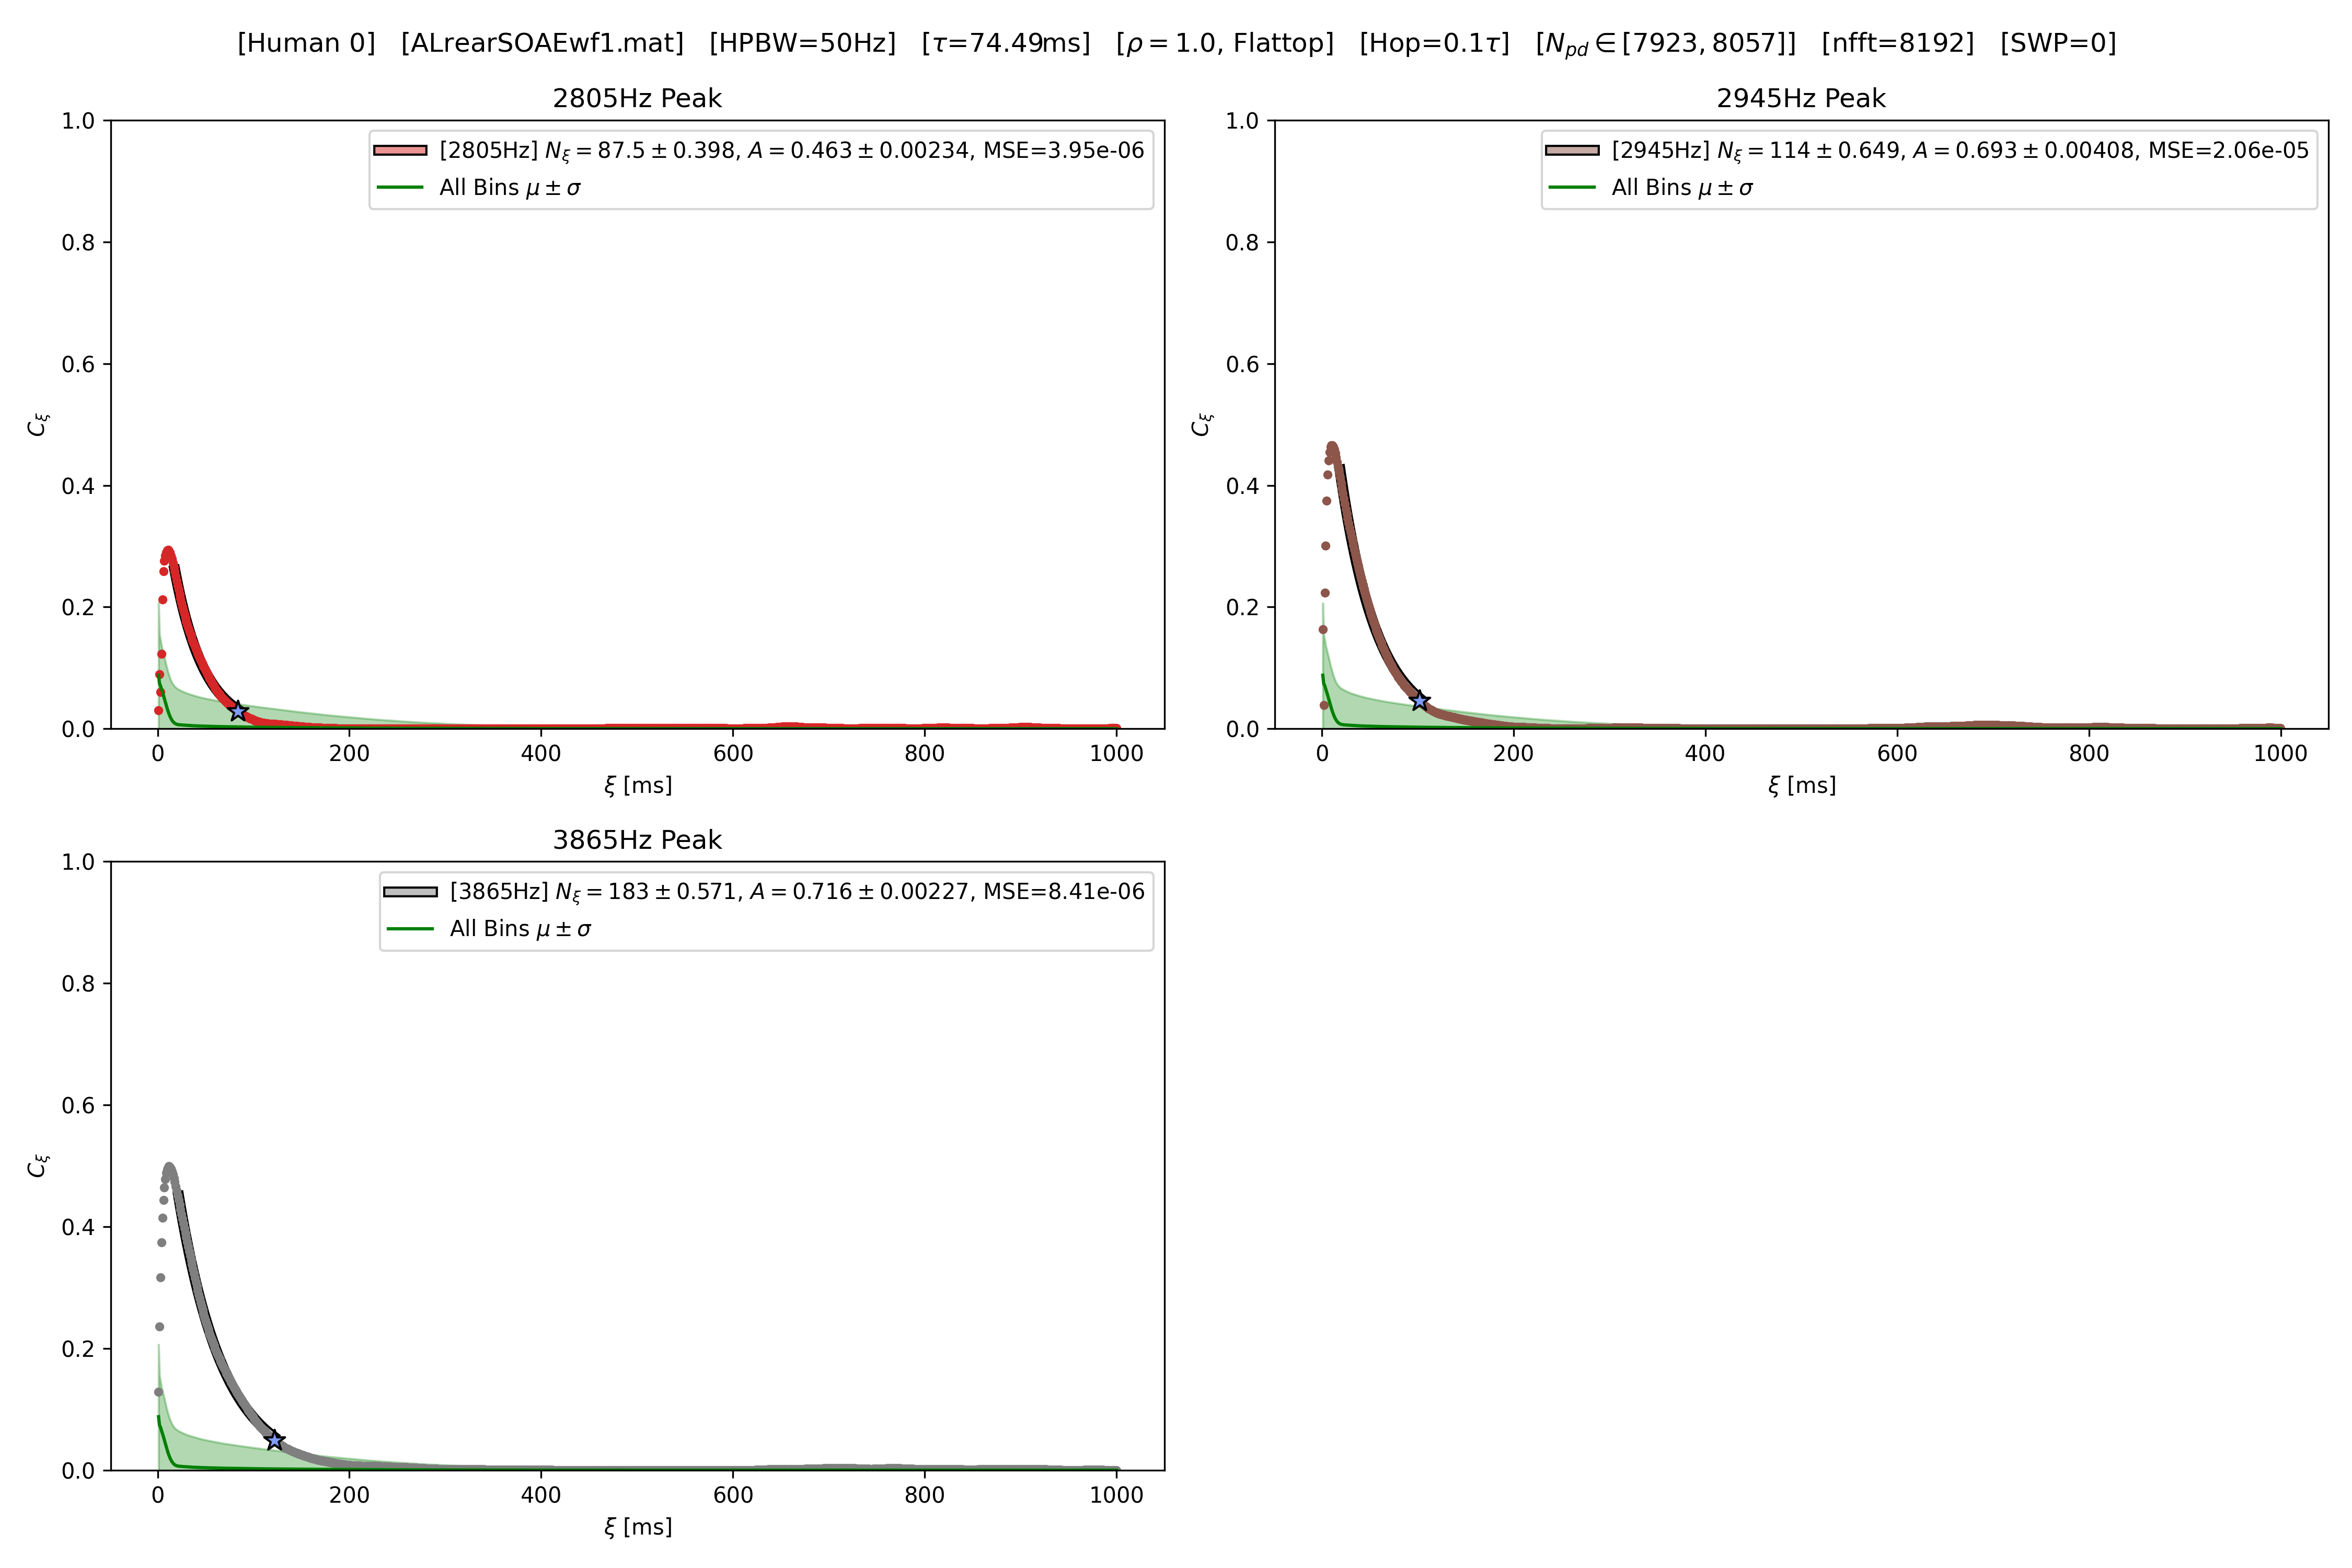 [Human 0] [ALrearSOAEwf1.mat] [HPBW=50Hz] [τ=74.49ms] [ρ = 1.0, Flattop] [Hop=0.1τ] [N_pd ∈ [7923, 8057]] [nfft=8192] [SWP=0]
2805Hz Peak
[2805Hz] N_ξ = 87.5 ± 0.398, A = 0.463 ± 0.00234, MSE=3.95e-06
All Bins μ ± σ
1.0
0.8
0.6
0.4
0.2
0.0
C_ξ
0 200 400 600 800 1000
ξ [ms]
2945Hz Peak
[2945Hz] N_ξ = 114 ± 0.649, A = 0.693 ± 0.00408, MSE=2.06e-05
All Bins μ ± σ
1.0
0.8
0.6
0.4
0.2
0.0
C_ξ
0 200 400 600 800 1000
ξ [ms]
3865Hz Peak
[3865Hz] N_ξ = 183 ± 0.571, A = 0.716 ± 0.00227, MSE=8.41e-06
All Bins μ ± σ
1.0
0.8
0.6
0.4
0.2
0.0
C_ξ
0 200 400 600 800 1000
ξ [ms]